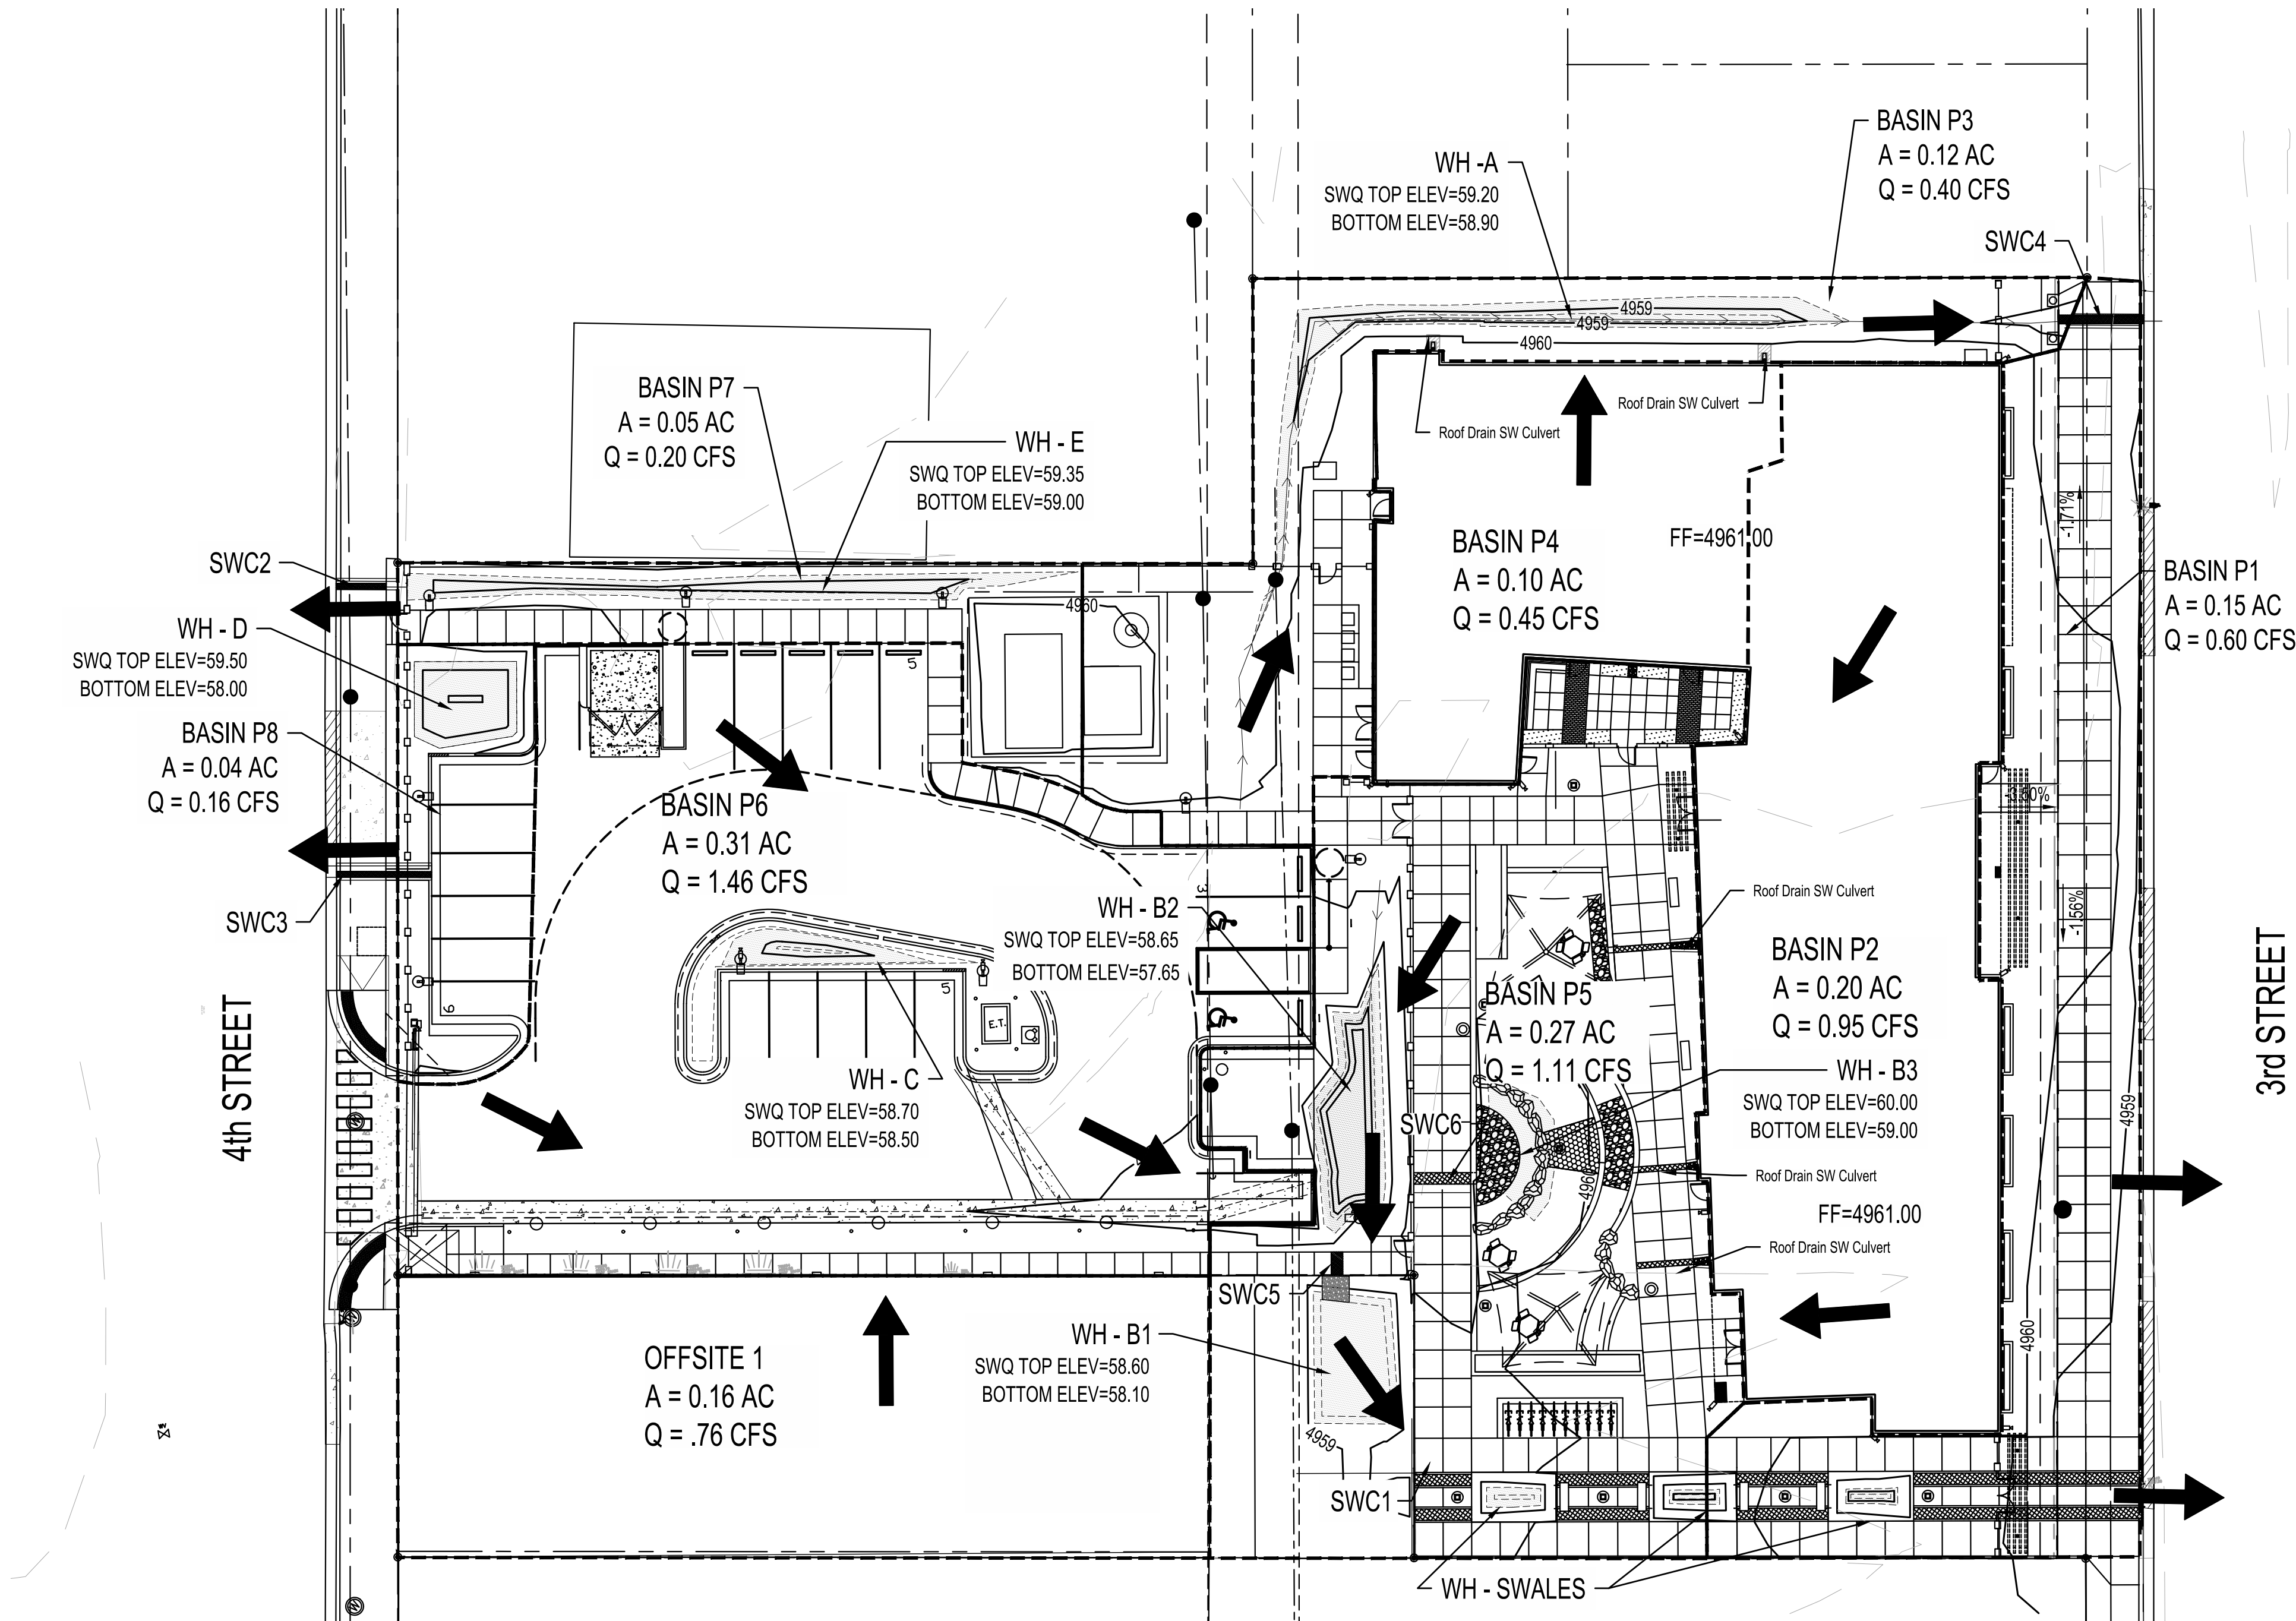 BASIN P3
A = 0.12 AC
Q = 0.40 CFS
WH -A
SWQ TOP ELEV=59.20
BOTTOM ELEV=58.90
SWC4
4959
4959
4960
BASIN P7
A = 0.05 AC
Q = 0.20 CFS
WH - E
SWQ TOP ELEV=59.35
BOTTOM ELEV=59.00
Roof Drain SW Culvert
Roof Drain SW Culvert
-1.71%
SWC2
BASIN P4
A = 0.10 AC
Q = 0.45 CFS
FF=4961.00
BASIN P1
A = 0.15 AC
Q = 0.60 CFS
WH - D
SWQ TOP ELEV=59.50
BOTTOM ELEV=58.00
4960
5
BASIN P8
A = 0.04 AC
Q = 0.16 CFS
BASIN P6
A = 0.31 AC
Q = 1.46 CFS
SWC3
3
WH - B2
SWQ TOP ELEV=58.65
BOTTOM ELEV=57.65
Roof Drain SW Culvert
-1.56%
BASIN P2
A = 0.20 AC
Q = 0.95 CFS
BASIN P5
A = 0.27 AC
Q = 1.11 CFS
5
9
E.T.
4th STREET
3rd STREET
WH - C
SWQ TOP ELEV=58.70
BOTTOM ELEV=58.50
WH - B3
SWQ TOP ELEV=60.00
BOTTOM ELEV=59.00
SWC6
4959
Roof Drain SW Culvert
4960
FF=4961.00
Roof Drain SW Culvert
SWC5
WH - B1
SWQ TOP ELEV=58.60
BOTTOM ELEV=58.10
4960
OFFSITE 1
A = 0.16 AC
Q = .76 CFS
4959
SWC1
WH - SWALES
W
W
W